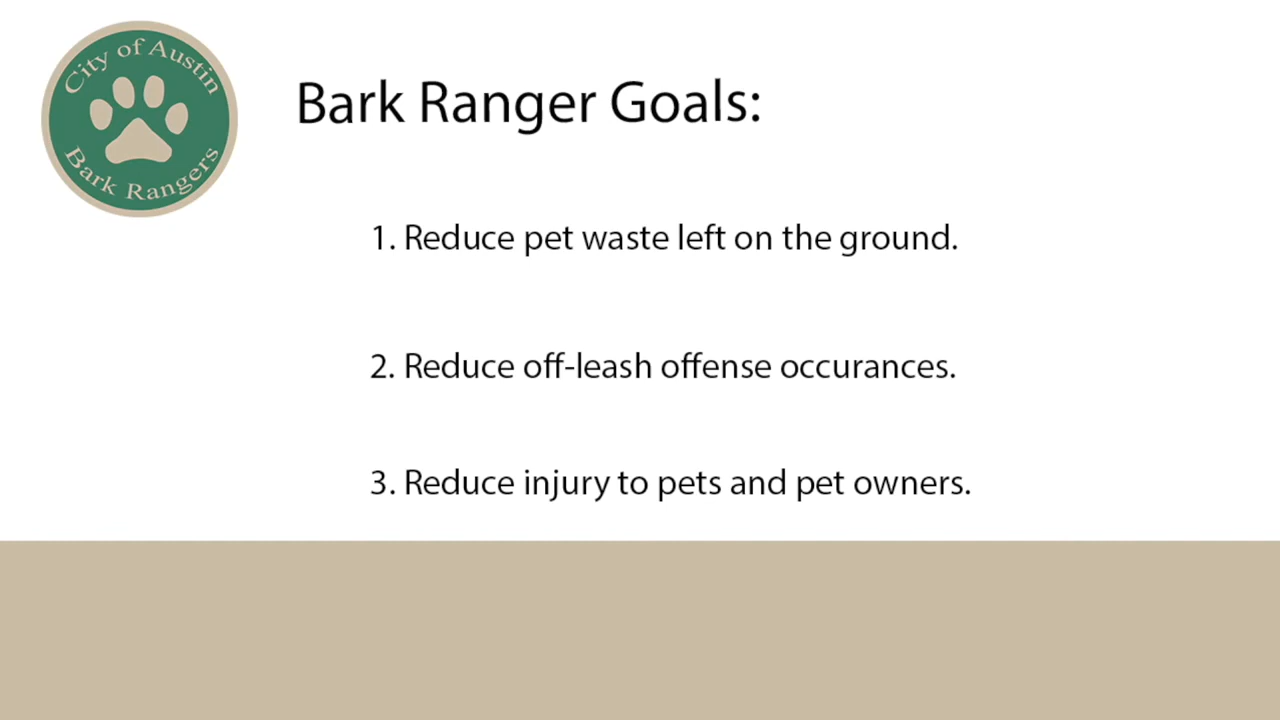 City of Austin
Bark Rangers
Bark Ranger Goals:
1. Reduce pet waste left on the ground.
2. Reduce off-leash offense occurances.
3. Reduce injury to pets and pet owners.